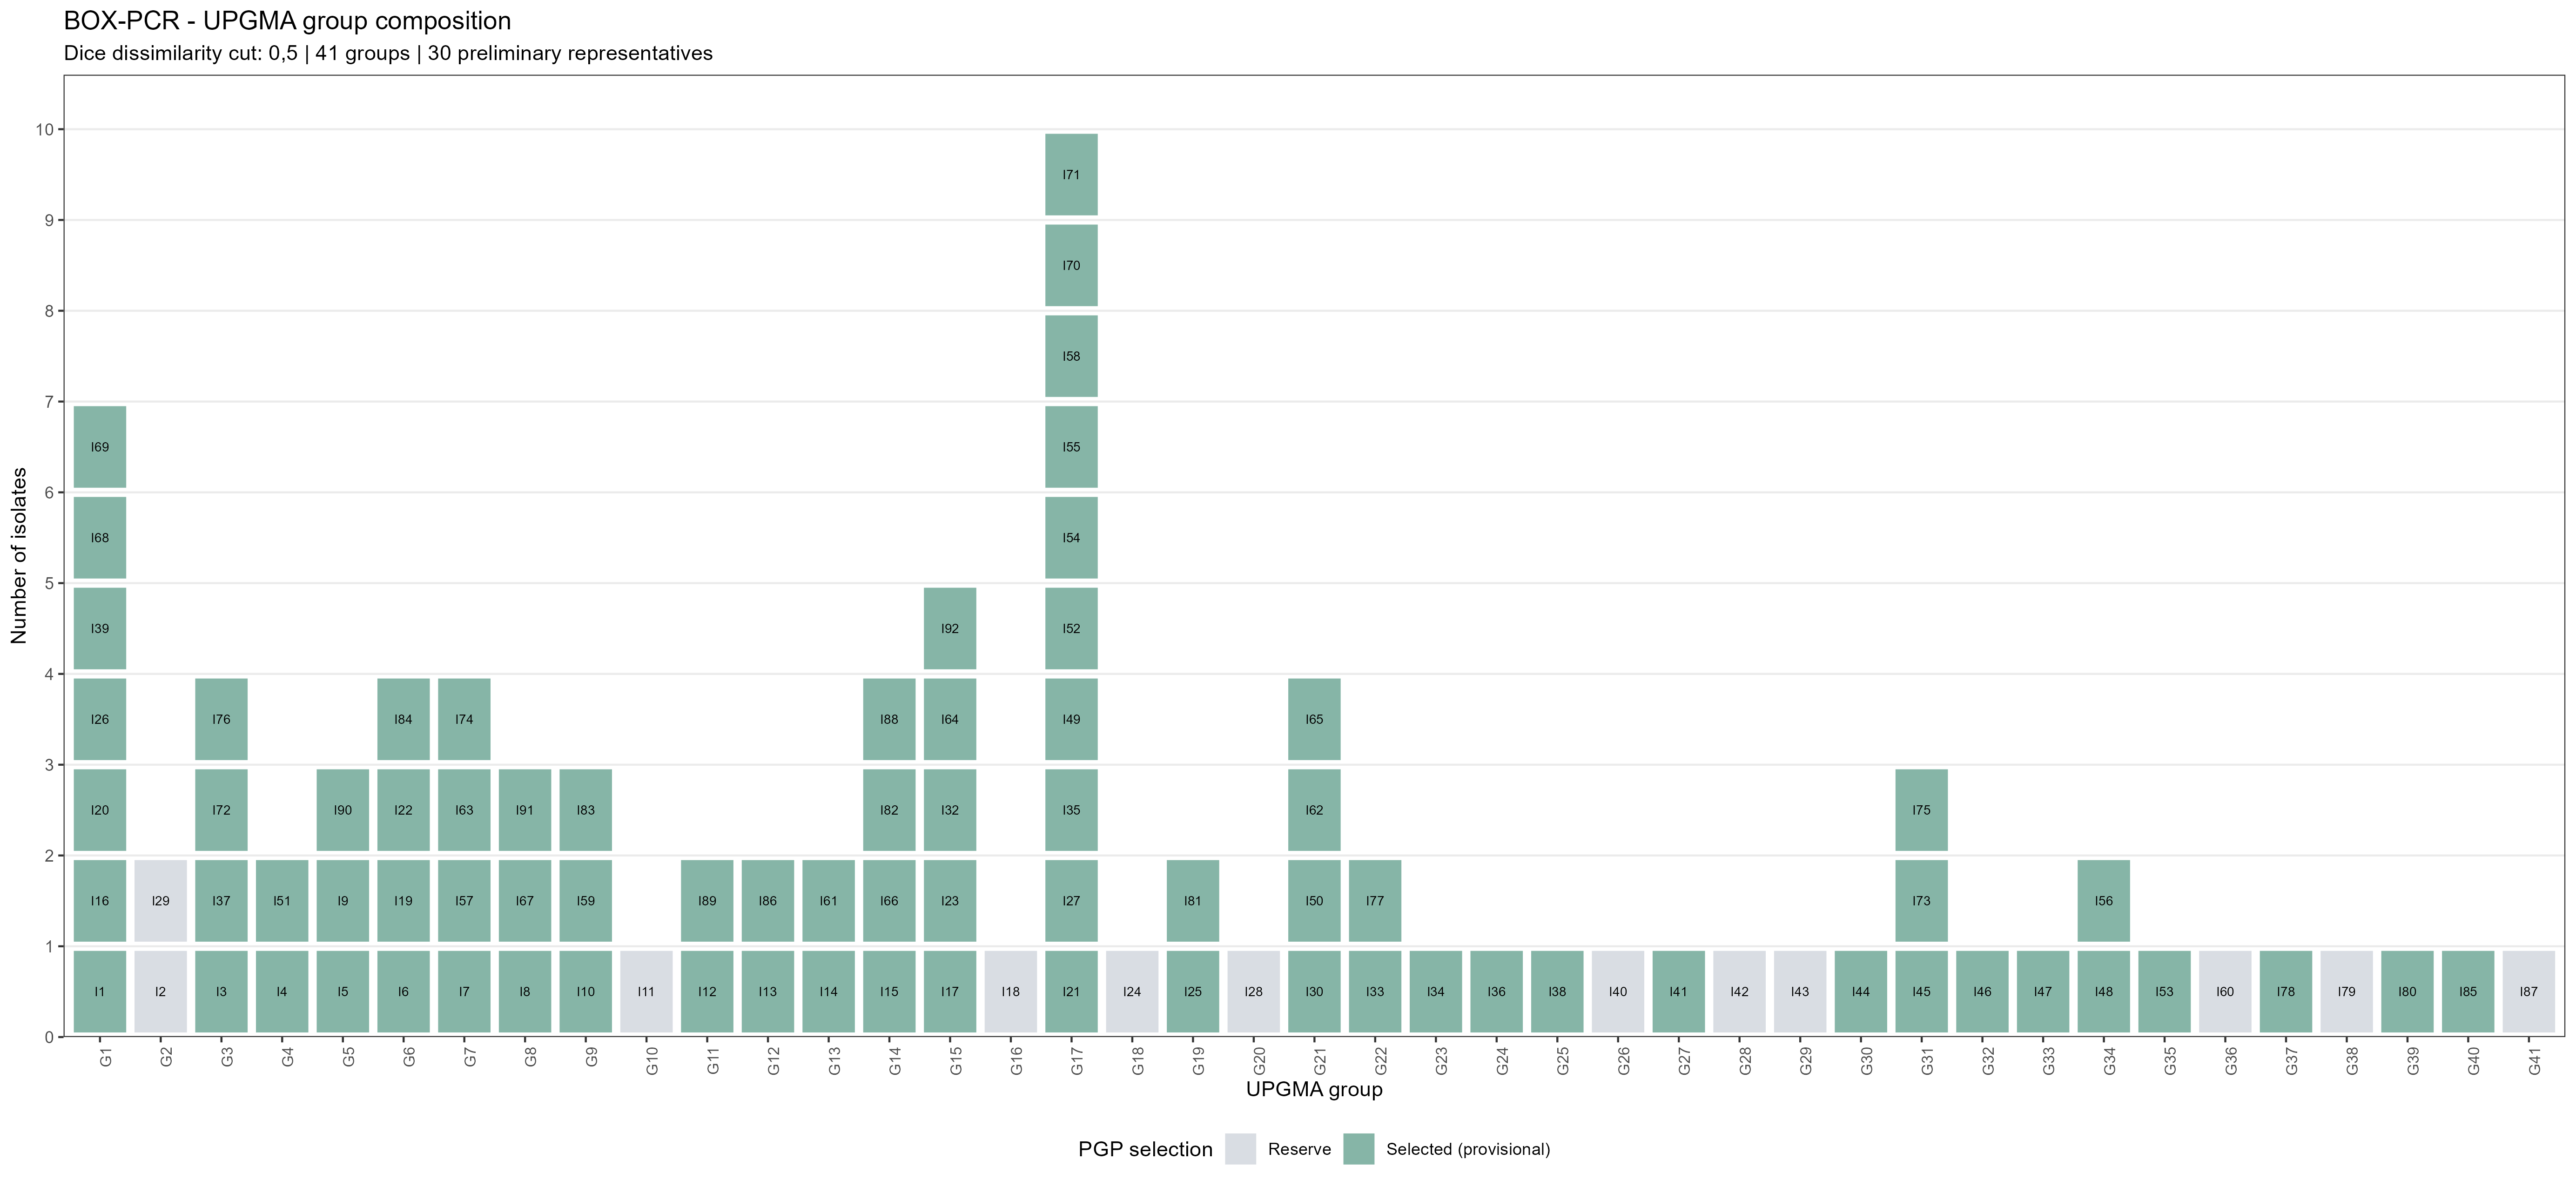 BOX-PCR - UPGMA group composition
Dice dissimilarity cut: 0,5 | 41 groups | 30 preliminary representatives
10
I71
9
I70
8
I58
7
I69 I55
6
I68 I54
5
I39 I92 I52
4
I26 I76 I84 I74 I88 I64 I49 I65
3
I20 I72 I90 I22 I63 I91 I83 I82 I32 I35 I62 I75
2
I16 I29 I37 I51 I9 I19 I57 I67 I59 I89 I86 I61 I66 I23 I27 I81 I50 I77 I73 I56
1
I1 I2 I3 I4 I5 I6 I7 I8 I10 I11 I12 I13 I14 I15 I17 I18 I21 I24 I25 I28 I30 I33 I34 I36 I38 I40 I41 I42 I43 I44 I45 I46 I47 I48 I53 I60 I78 I79 I80 I85 I87
0
Number of isolates
G1 G2 G3 G4 G5 G6 G7 G8 G9 G10 G11 G12 G13 G14 G15 G16 G17 G18 G19 G20 G21 G22 G23 G24 G25 G26 G27 G28 G29 G30 G31 G32 G33 G34 G35 G36 G37 G38 G39 G40 G41
UPGMA group
PGP selection Reserve Selected (provisional)